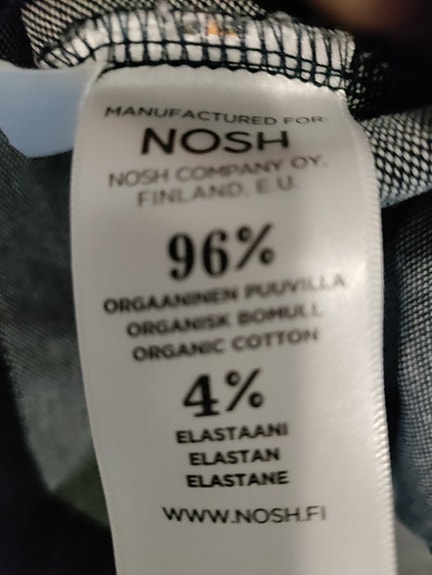 MANUFACTURED FOR:
NOSH
NOSH COMPANY OY.
FINLAND. E.U.
96%
ORGAANINEN PUUVILLA
ORGANISK BOMULL
ORGANIC COTTON
4%
ELASTAANI
ELASTAN
ELASTANE
WWW.NOSH.FI